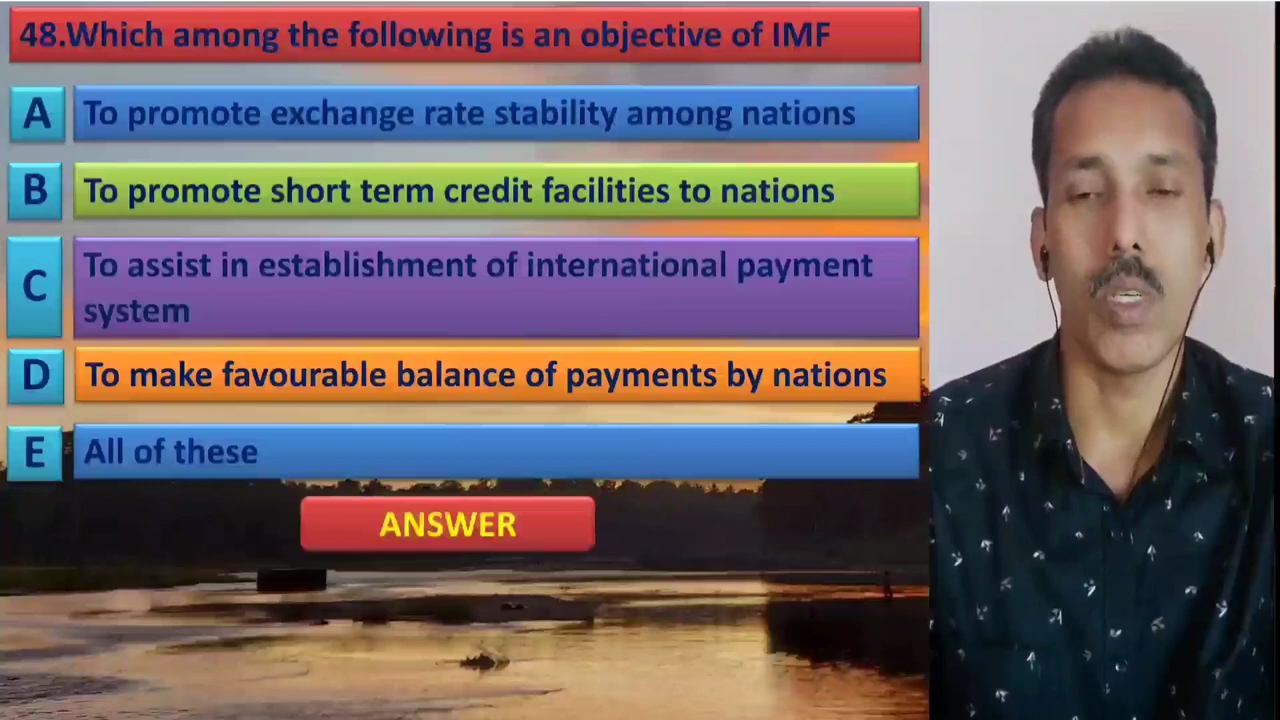 48.Which among the following is an objective of IMF
A To promote exchange rate stability among nations
B To promote short term credit facilities to nations
C To assist in establishment of international payment
system
D To make favourable balance of payments by nations
E All of these
ANSWER